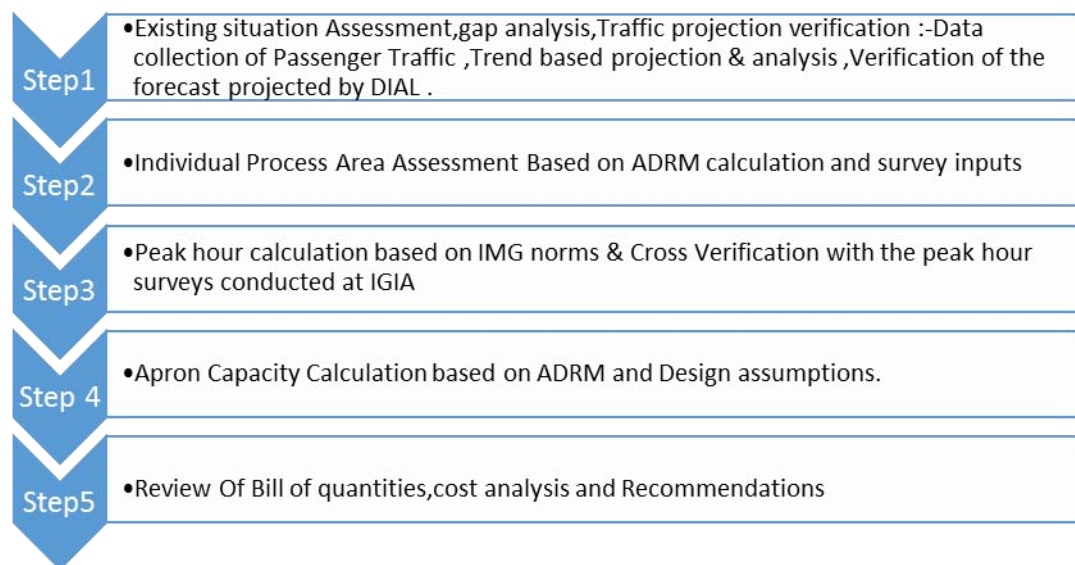 •Existing situation Assessment,gap analysis,Traffic projection verification :-Data
collection of Passenger Traffic ,Trend based projection & analysis ,Verification of the
forecast projected by DIAL .
Step1
•Individual Process Area Assessment Based on ADRM calculation and survey inputs
Step2
•Peak hour calculation based on IMG norms & Cross Verification with the peak hour
surveys conducted at IGIA
Step3
•Apron Capacity Calculation based on ADRM and Design assumptions.
Step 4
•Review Of Bill of quantities,cost analysis and Recommendations
Step5